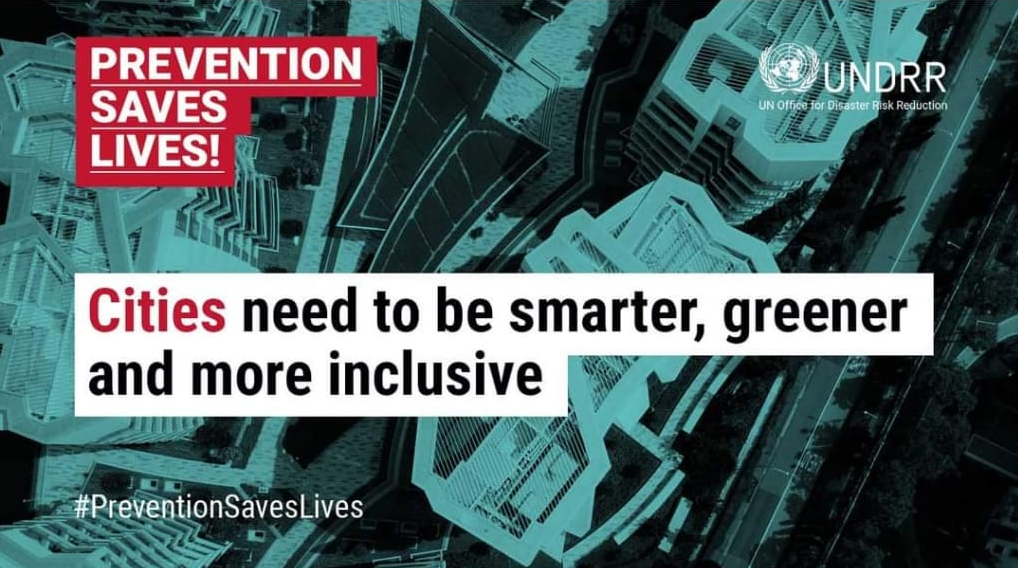 PREVENTION
SAVES
LIVES!
UNDRR
UN Office for Disaster Risk Reduction
Cities need to be smarter, greener
and more inclusive
#PreventionSavesLives